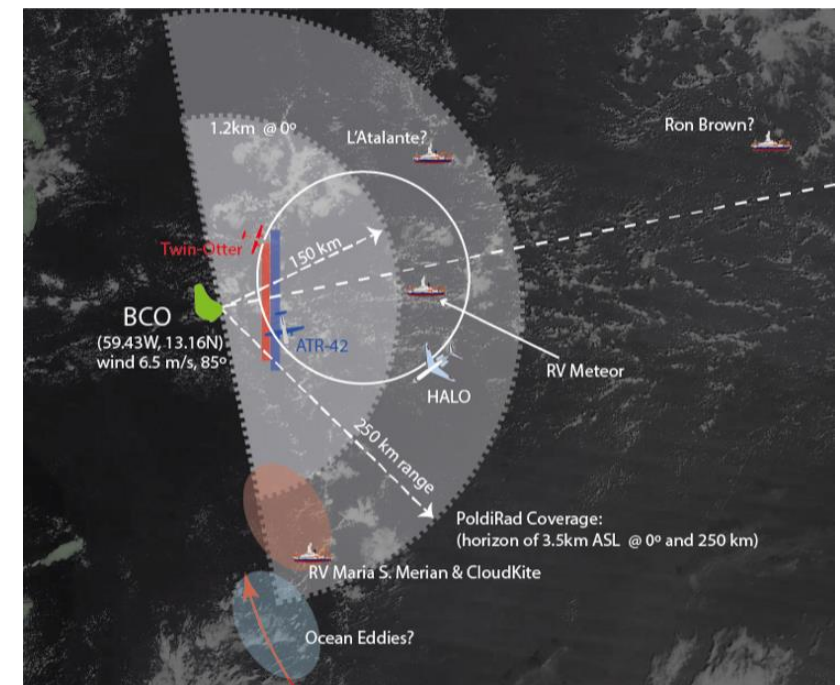 1.2km @ 0º
L'Atalante?
Ron Brown?
Twin-Otter
150 km
BCO
(59.43W, 13.16N)
wind 6.5 m/s, 85º
ATR-42
RV Meteor
HALO
250 km range
PoldiRad Coverage:
(horizon of 3.5km ASL @ 0º and 250 km)
RV Maria S. Merian & CloudKite
Ocean Eddies?